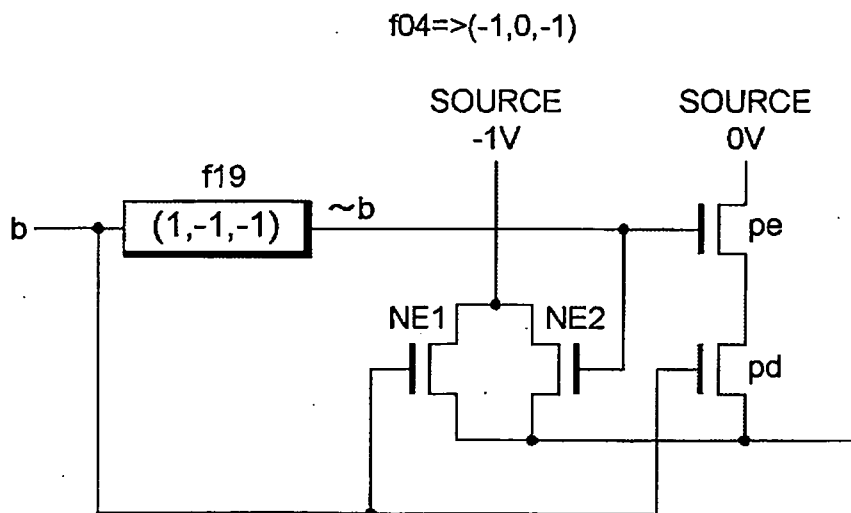 f04=>(-1,0,-1)
SOURCE
-1V
SOURCE
0V
f19
b
(1,-1,-1)
~b
pe
NE1
NE2
pd